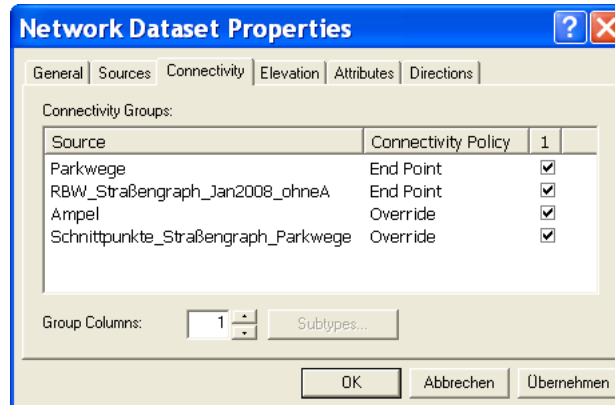 Network Dataset Properties
General Sources Connectivity Elevation Attributes Directions
Connectivity Groups:
Source Connectivity Policy 1
Parkwege End Point
RBW_Straßengraph_Jan2008_ohneA End Point
Ampel Override
Schnittpunkte_Straßengraph_Parkwege Override
Group Columns: 1 Subtypes...
OK Abbrechen Übernehmen